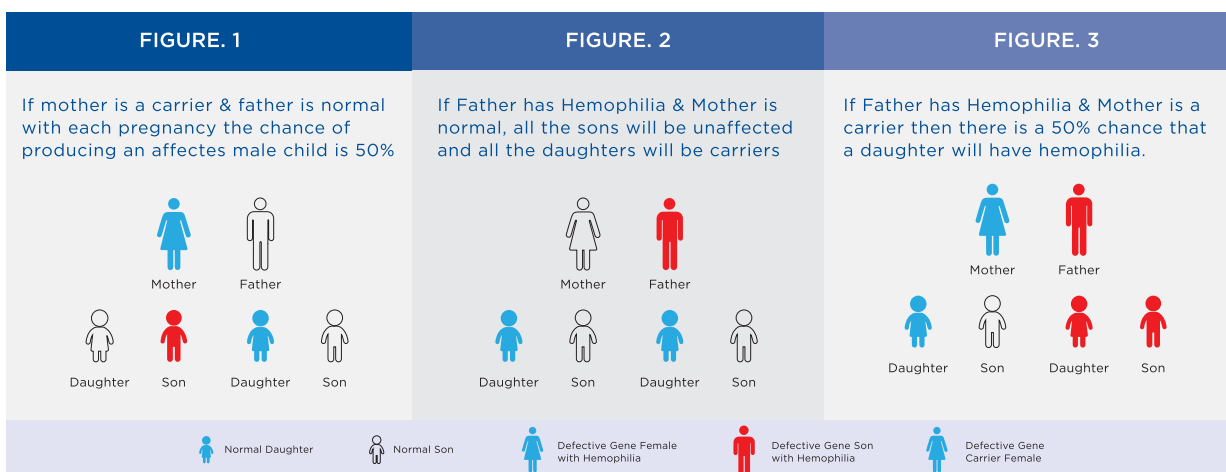 FIGURE. 1
If mother is a carrier & father is normal
with each pregnancy the chance of
producing an affectes male child is 50%
Mother
Father
Daughter
Son
Daughter
Son
FIGURE. 2
If Father has Hemophilia & Mother is
normal, all the sons will be unaffected
and all the daughters will be carriers
Mother
Father
Daughter
Son
Daughter
Son
FIGURE. 3
If Father has Hemophilia & Mother is a
carrier then there is a 50% chance that
a daughter will have hemophilia.
Mother
Father
Daughter
Son
Daughter
Son
Normal Daughter
Normal Son
Defective Gene Female
with Hemophilia
Defective Gene Son
with Hemophilia
Defective Gene
Carrier Female